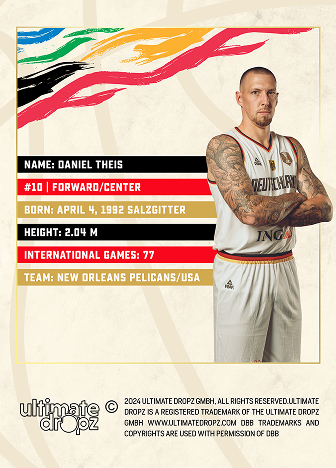 NAME: DANIEL THEIS
#10 | FORWARD/CENTER
BORN: APRIL 4, 1992 SALZGITTER
HEIGHT: 2.04 M
INTERNATIONAL GAMES: 77
TEAM: NEW ORLEANS PELICANS/USA
DEUTSCHLAND
ING
PEAK
ultimate dropz ©
2024 ULTIMATE DROPZ GMBH, ALL RIGHTS RESERVED.ULTIMATE
DROPZ IS A REGISTERED TRADEMARK OF THE ULTIMATE DROPZ
GMBH WWW.ULTIMATEDROPZ.COM DBB TRADEMARKS AND
COPYRIGHTS ARE USED WITH PERMISSION OF DBB